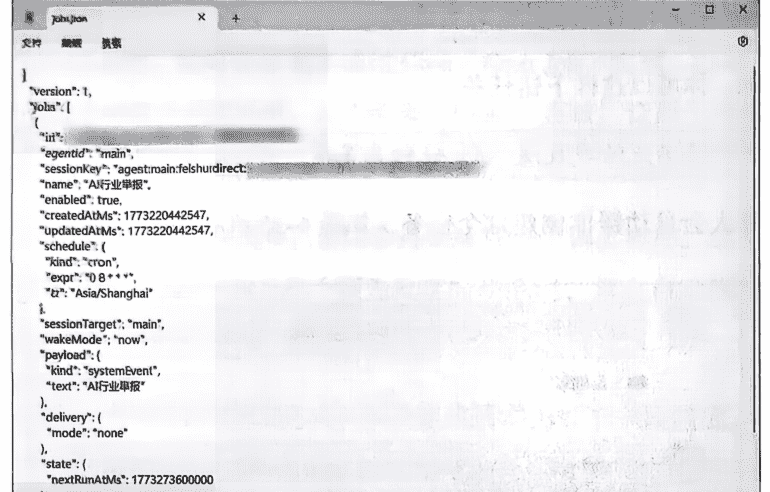 jobs.json × +
文件 编辑 查看
{
"version": 1,
"jobs": [
{
"id":
"agentId": "main",
"sessionKey": "agent:main:feishu:direct:
"name": "AI行业早报",
"enabled": true,
"createdAtMs": 1773220442547,
"updatedAtMs": 1773220442547,
"schedule": {
"kind": "cron",
"expr": "0 8 * * *",
"tz": "Asia/Shanghai"
},
"sessionTarget": "main",
"wakeMode": "now",
"payload": {
"kind": "systemEvent",
"text": "AI行业早报"
},
"delivery": {
"mode": "none"
},
"state": {
"nextRunAtMs": 1773273600000